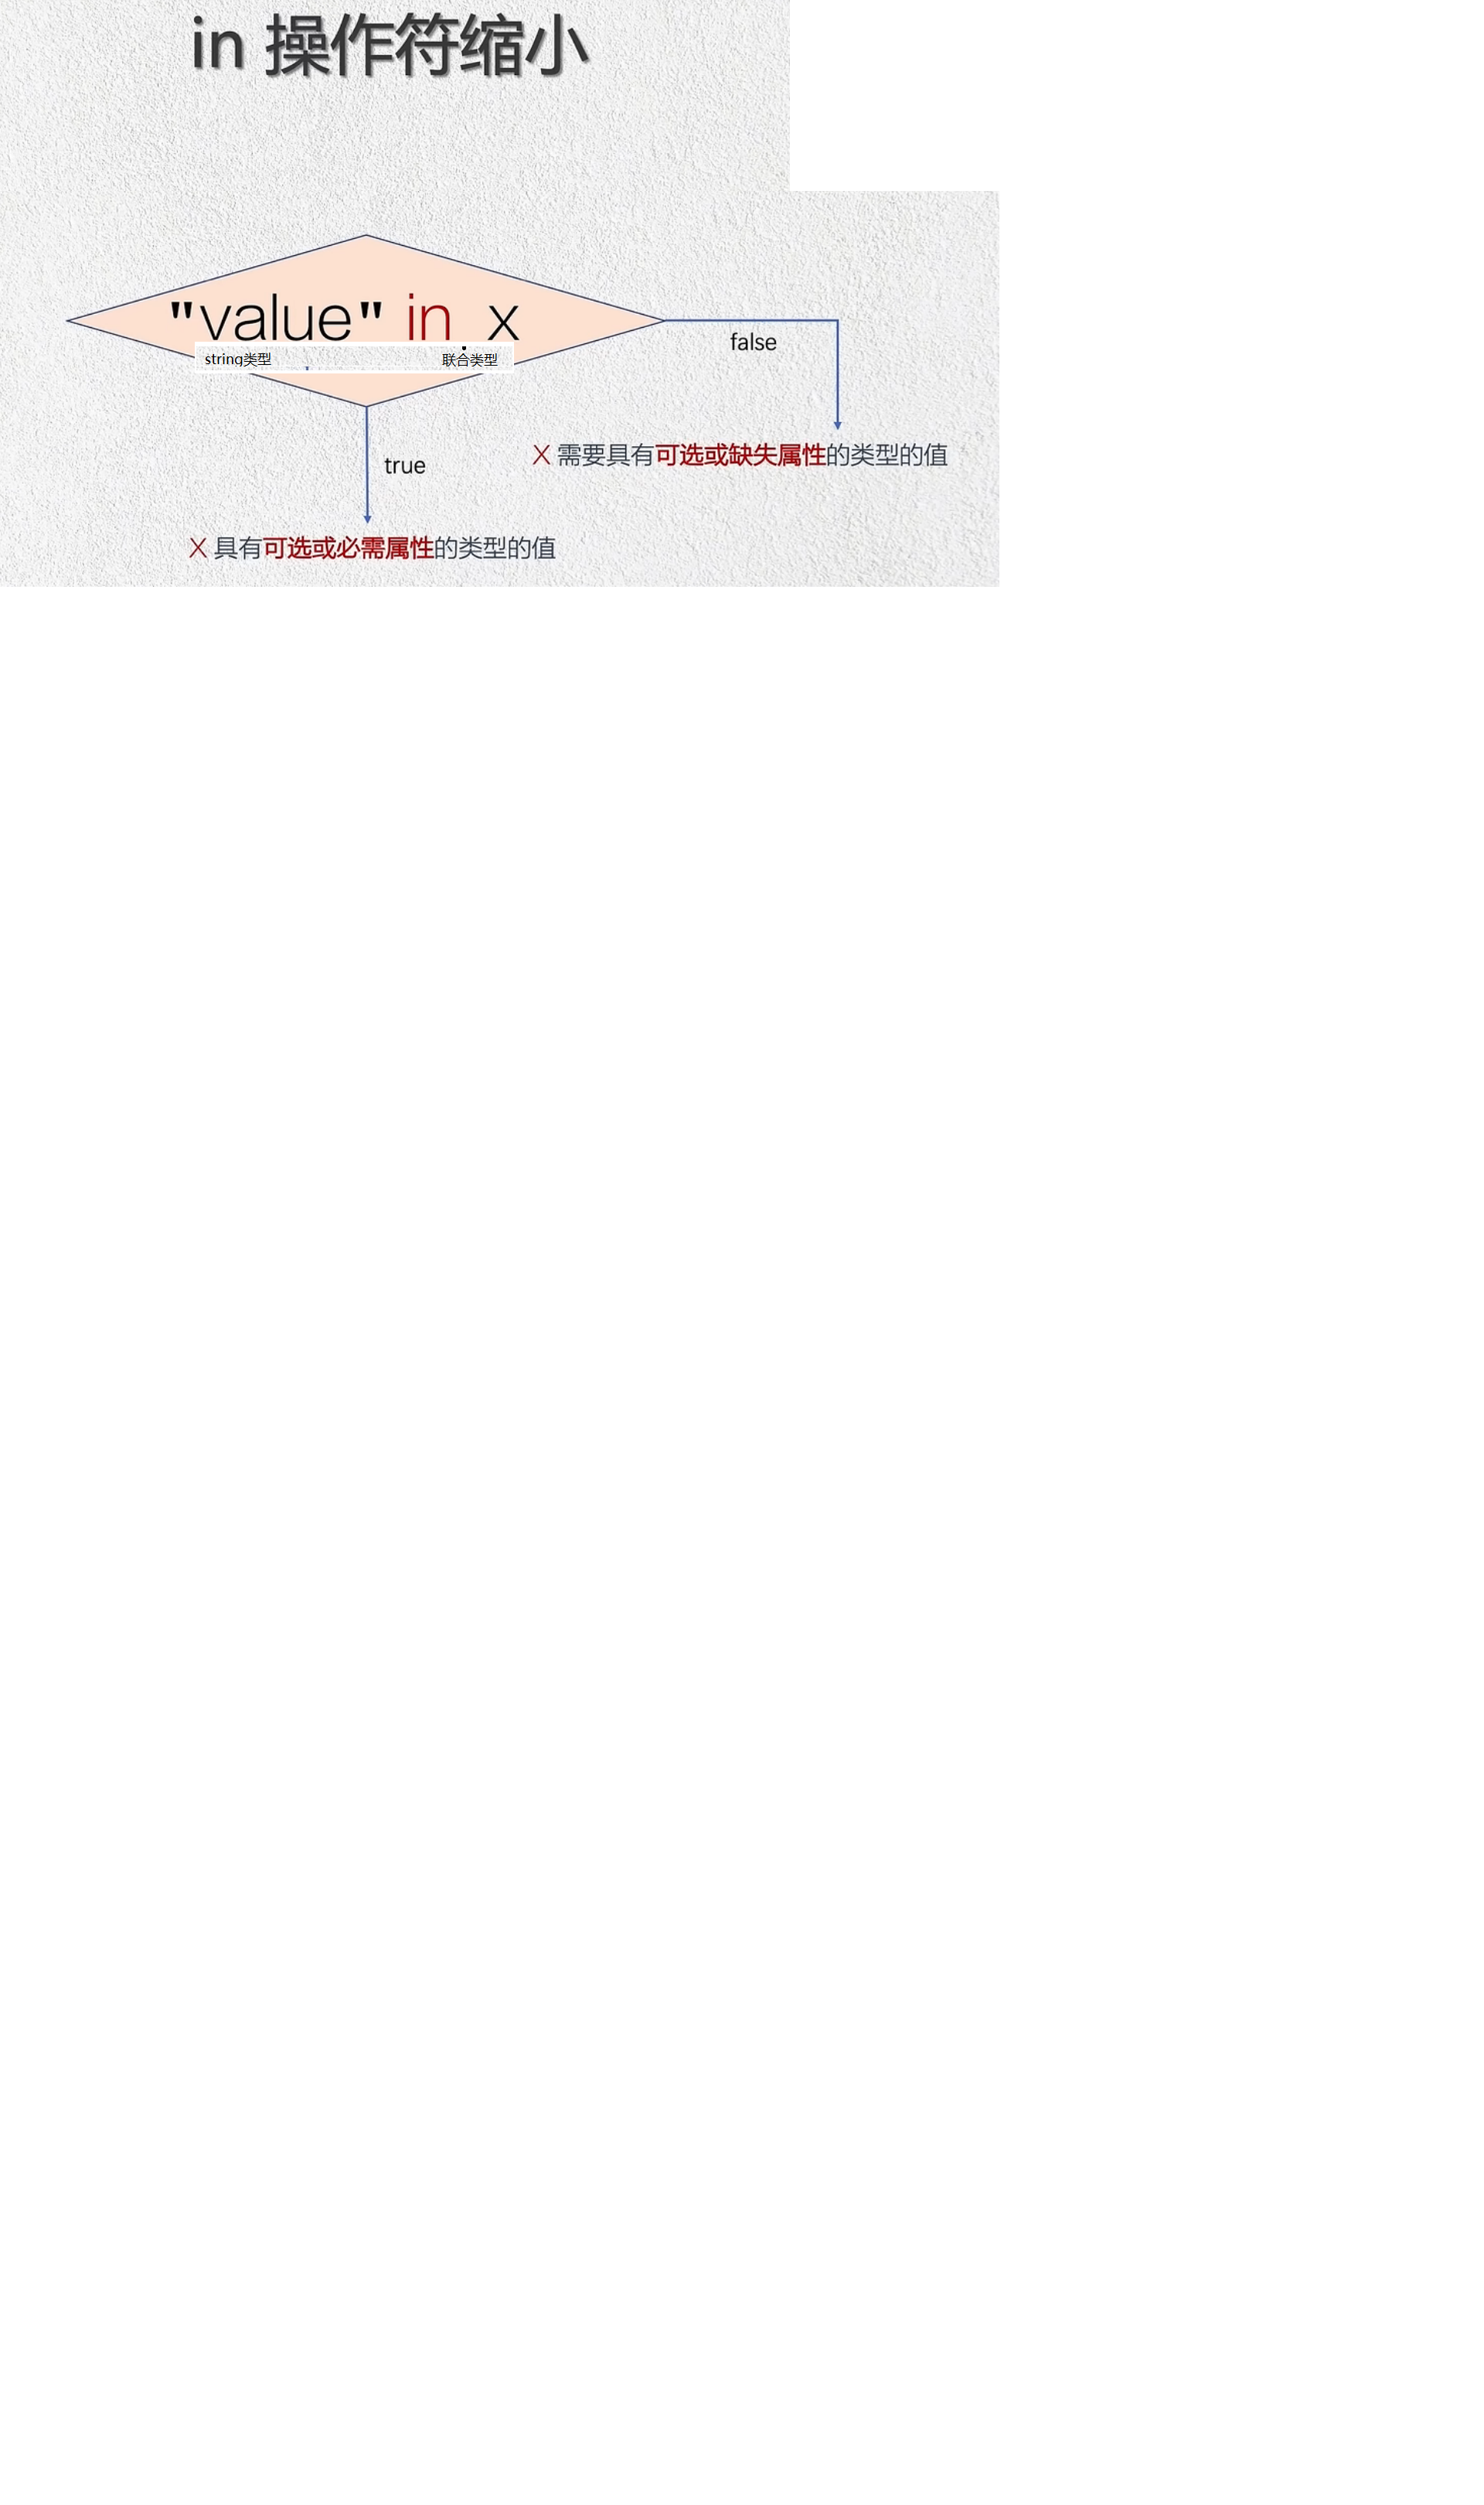 in 操作符缩小
"value" in x
string类型 联合类型
false
X 需要具有可选或缺失属性的类型的值
true
X 具有可选或必需属性的类型的值